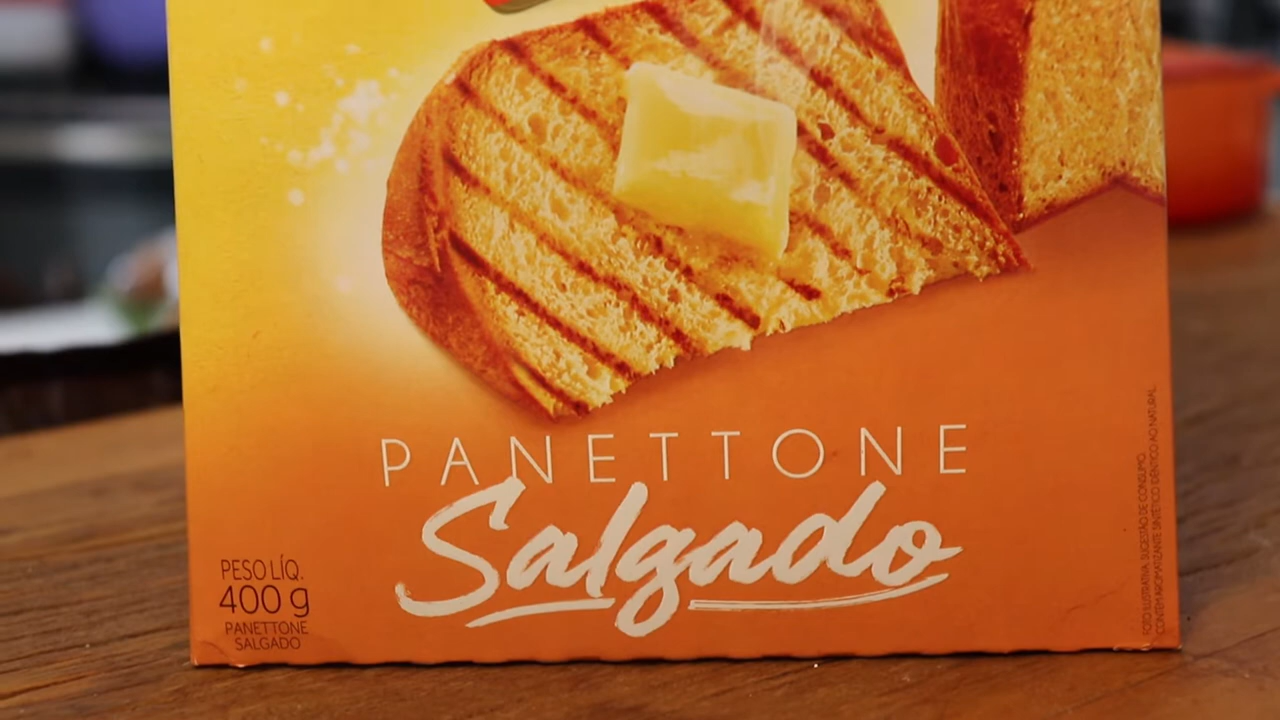 PANETTONE
Salgado
PESO LÍQ.
400 g
PANETTONE
SALGADO
FOTO ILUSTRATIVA. SUGESTÃO DE CONSUMO.
CONTÉM AROMATIZANTE SINTÉTICO IDÊNTICO AO NATURAL.